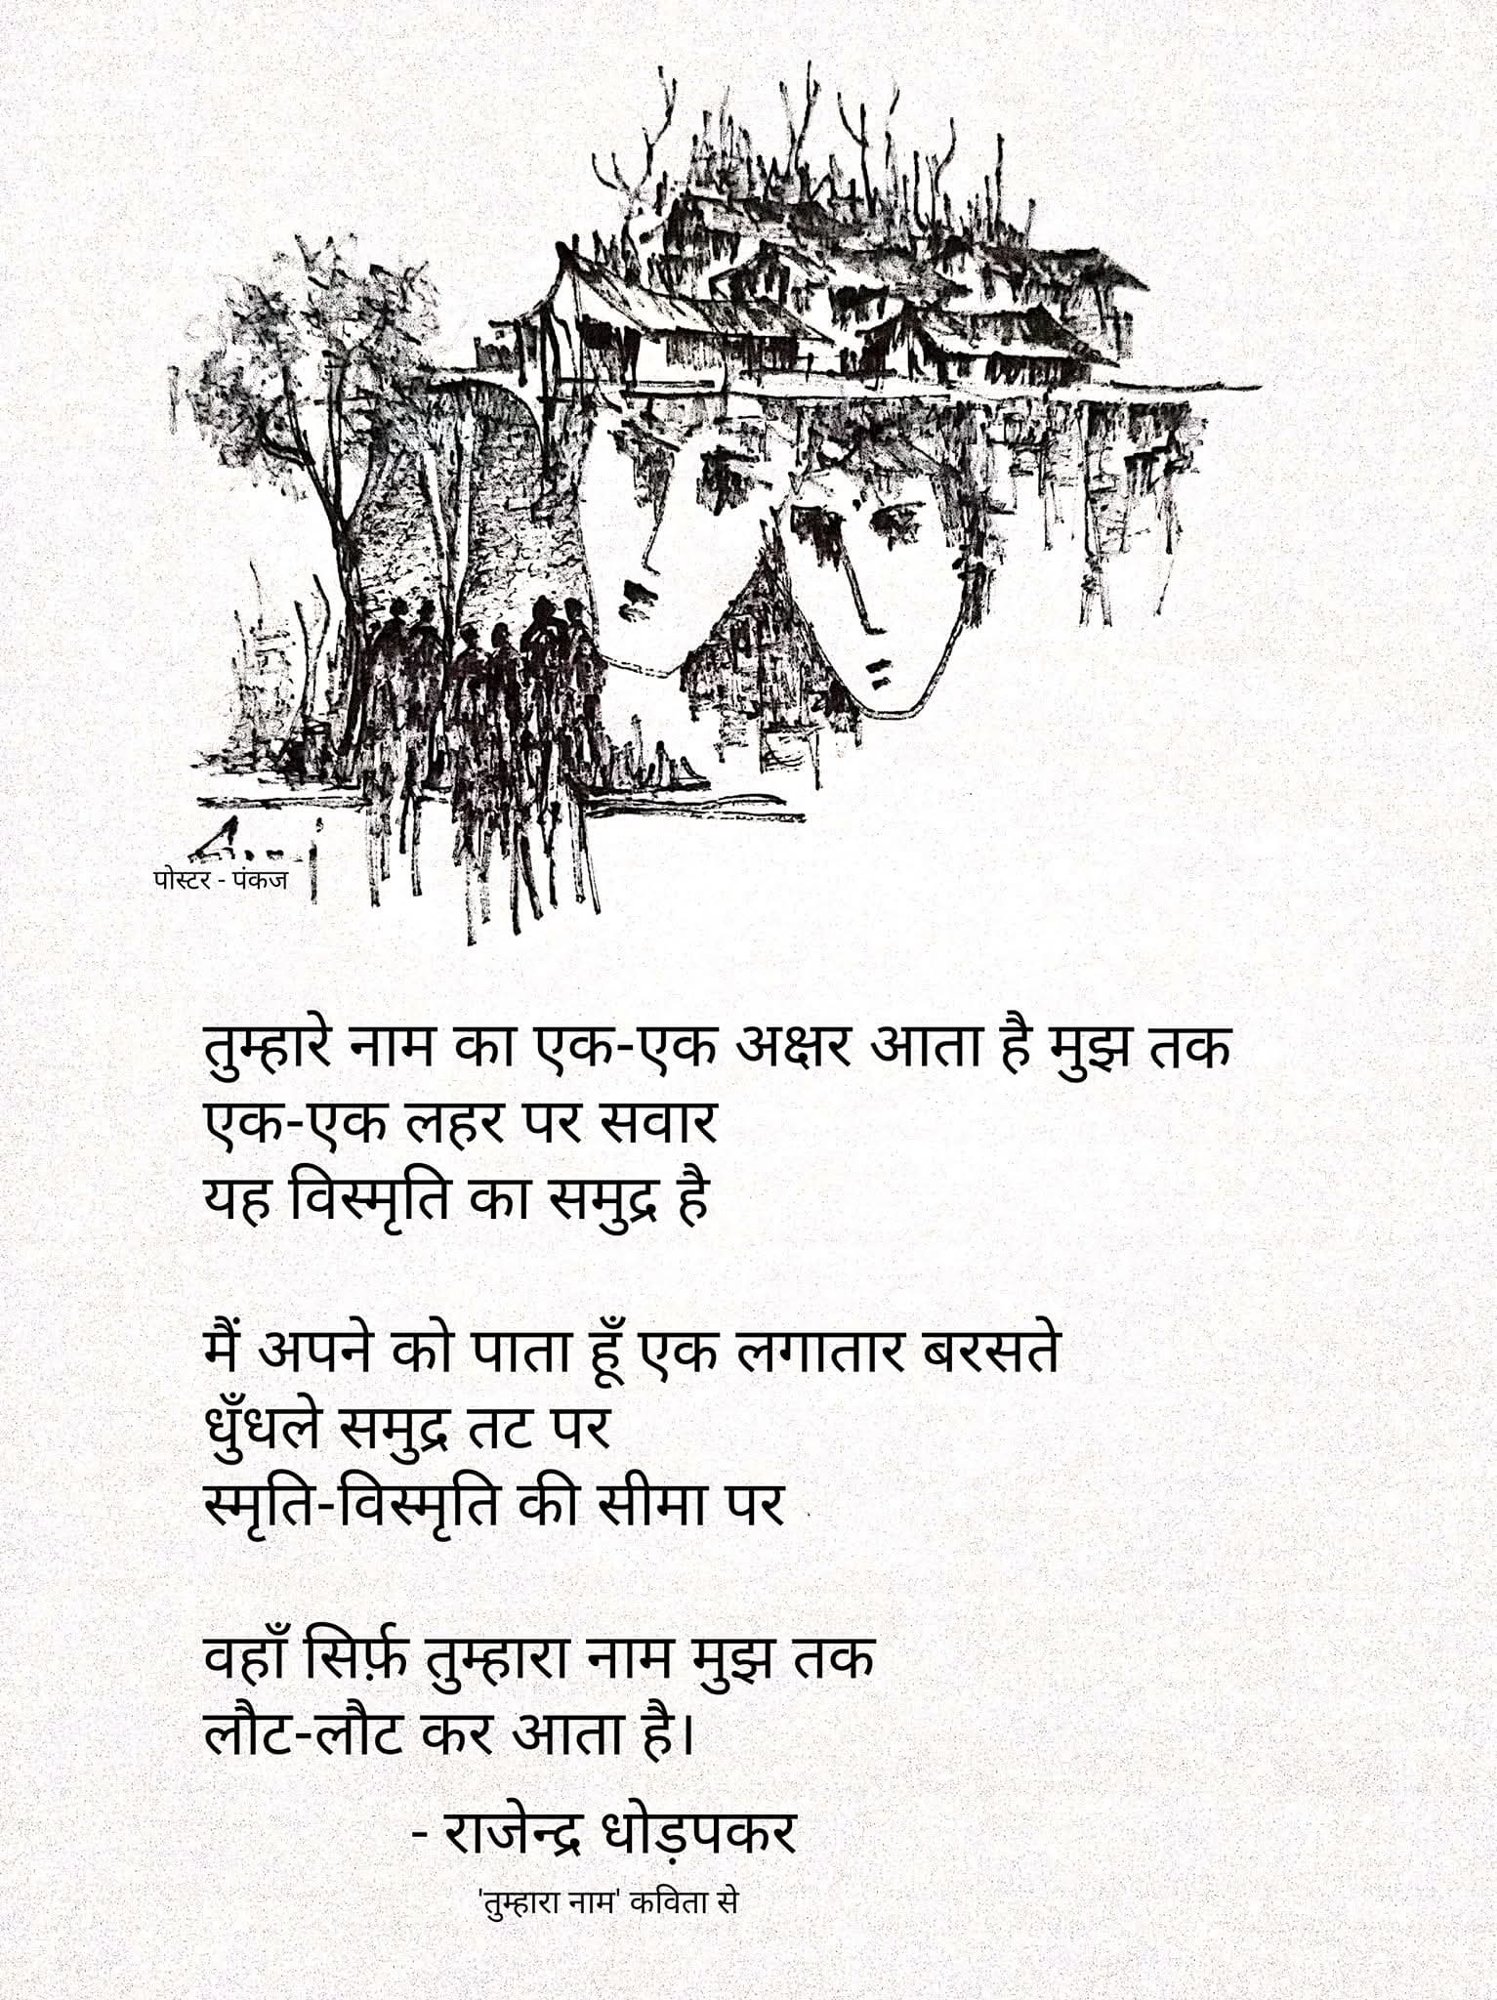 पोस्टर - पंकज
तुम्हारे नाम का एक-एक अक्षर आता है मुझ तक
एक-एक लहर पर सवार
यह विस्मृति का समुद्र है
मैं अपने को पाता हूँ एक लगातार बरसते
धुँधले समुद्र तट पर
स्मृति-विस्मृति की सीमा पर
वहाँ सिर्फ़ तुम्हारा नाम मुझ तक
लौट-लौट कर आता है।
- राजेन्द्र धोड़पकर
'तुम्हारा नाम' कविता से